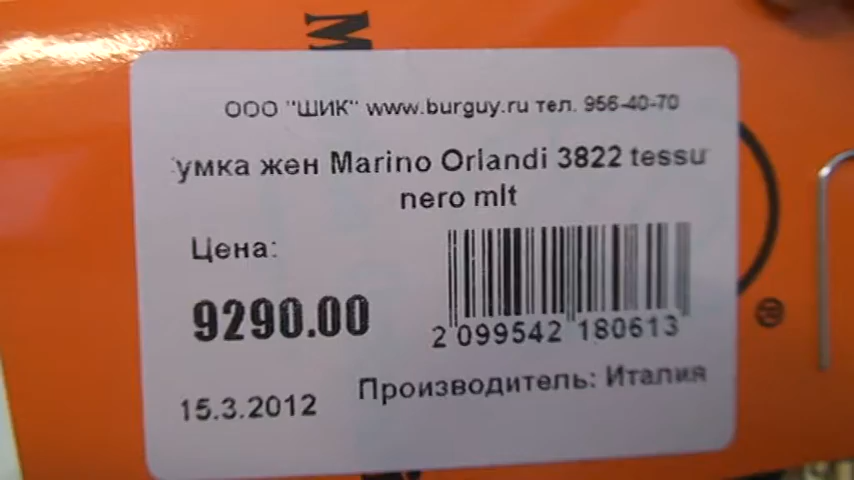 ООО "ШИК" www.burguy.ru тел. 956-40-70
умка жен Marino Orlandi 3822 tessu
nero mlt
Цена:
9290.00
2 099542 180613
Производитель: Италия
15.3.2012
®